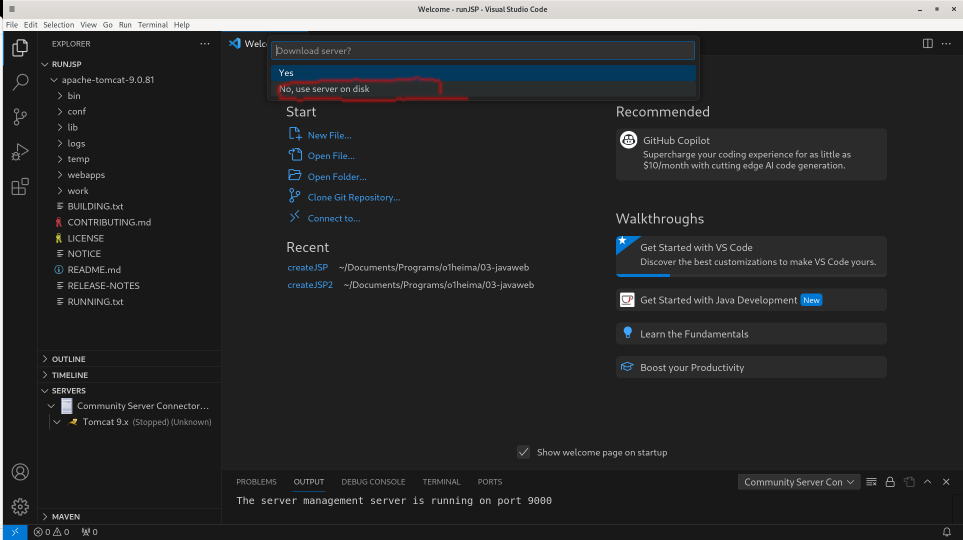 Welcome - runJSP - Visual Studio Code
File Edit Selection View Go Run Terminal Help
EXPLORER
RUNJSP
apache-tomcat-9.0.81
bin
conf
lib
logs
temp
webapps
work
BUILDING.txt
CONTRIBUTING.md
LICENSE
NOTICE
README.md
RELEASE-NOTES
RUNNING.txt
OUTLINE
TIMELINE
SERVERS
Community Server Connector...
Tomcat 9.x (Stopped) (Unknown)
MAVEN
Welc
Download server?
Yes
No, use server on disk
Start
New File...
Open File...
Open Folder...
Clone Git Repository...
Connect to...
Recent
createJSP ~/Documents/Programs/o1heima/03-javaweb
createJSP2 ~/Documents/Programs/o1heima/03-javaweb
Recommended
GitHub Copilot
Supercharge your coding experience for as little as
$10/month with cutting edge AI code generation.
Walkthroughs
Get Started with VS Code
Discover the best customizations to make VS Code yours.
Get Started with Java Development New
Learn the Fundamentals
Boost your Productivity
Show welcome page on startup
PROBLEMS OUTPUT DEBUG CONSOLE TERMINAL PORTS
Community Server Con
The server management server is running on port 9000
0 0 0